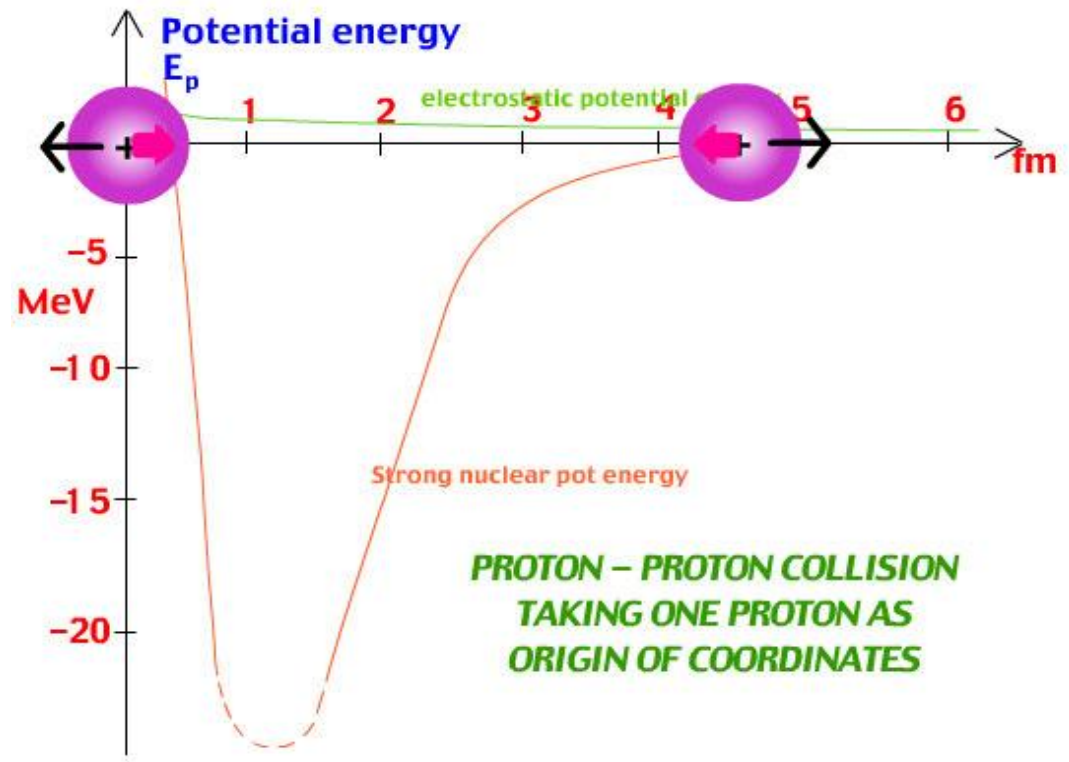 Potential energy
Ep
electrostatic potential
1 2 3 4 5 6
fm
+ +
–5
MeV
–10
–15
Strong nuclear pot energy
–20
PROTON – PROTON COLLISION
TAKING ONE PROTON AS
ORIGIN OF COORDINATES